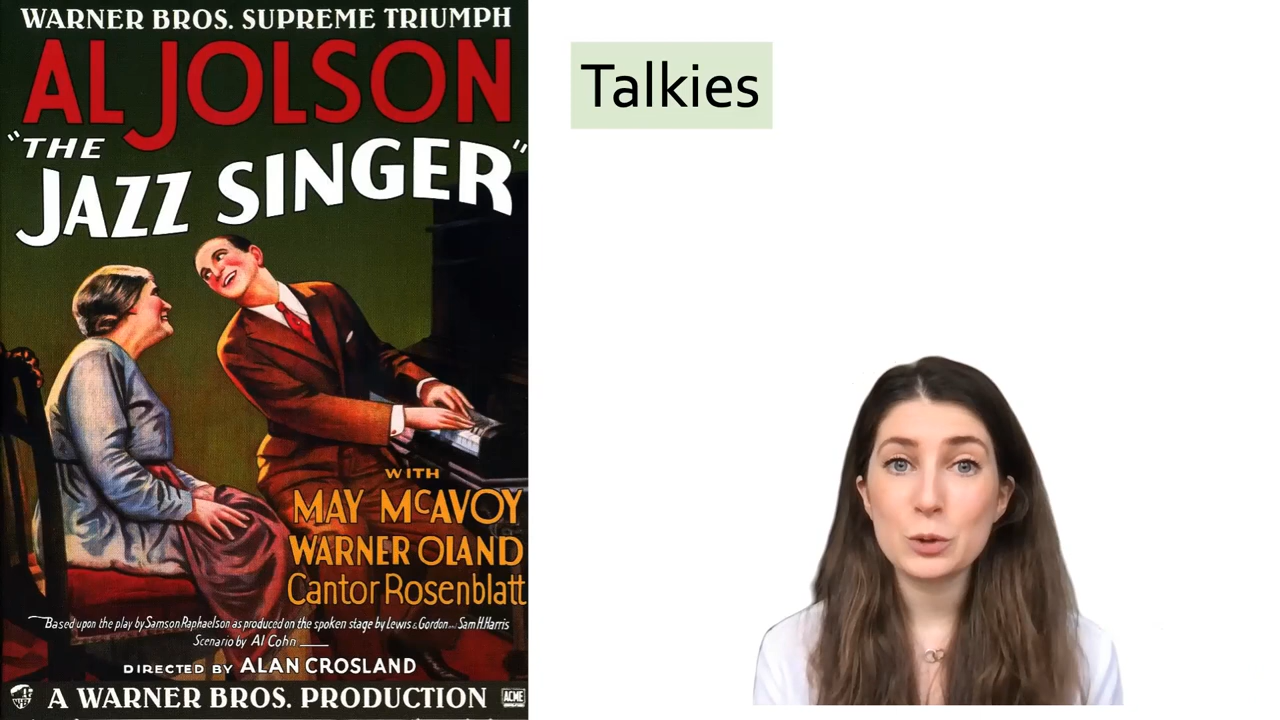 WARNER BROS. SUPREME TRIUMPH
AL JOLSON
"THE
JAZZ SINGER"
WITH
MAY McAVOY
WARNER OLAND
Cantor Rosenblatt
Based upon the play by Samson Raphaelson as produced on the spoken stage by Lewis & Gordon and Sam H. Harris
Scenario by Al Cohn
DIRECTED BY ALAN CROSLAND
A WARNER BROS. PRODUCTION
ACME
Talkies